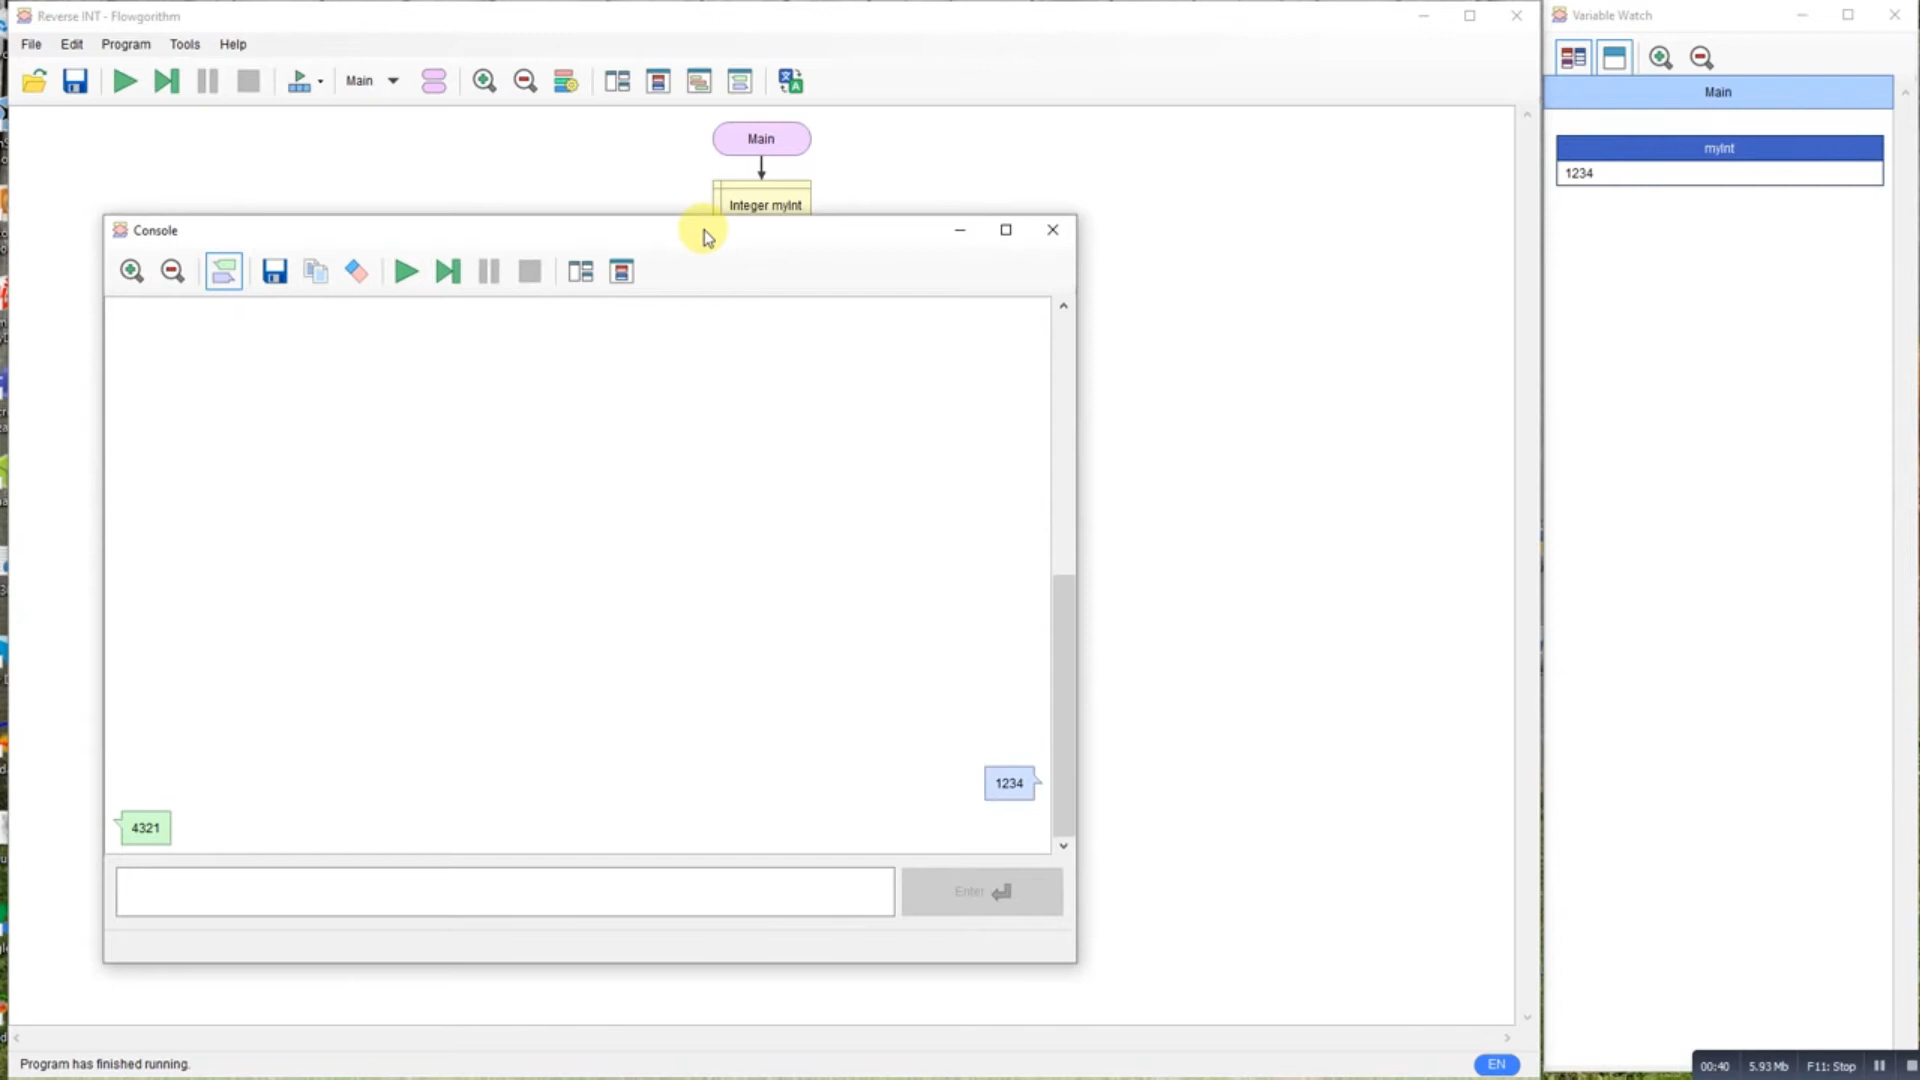 Reverse INT - Flowgorithm
File Edit Program Tools Help
Main
Main
Integer myInt
Console
1234
4321
Enter
Program has finished running.
EN
Variable Watch
Main
myInt
1234
00:40 5.93 Mb F11: Stop